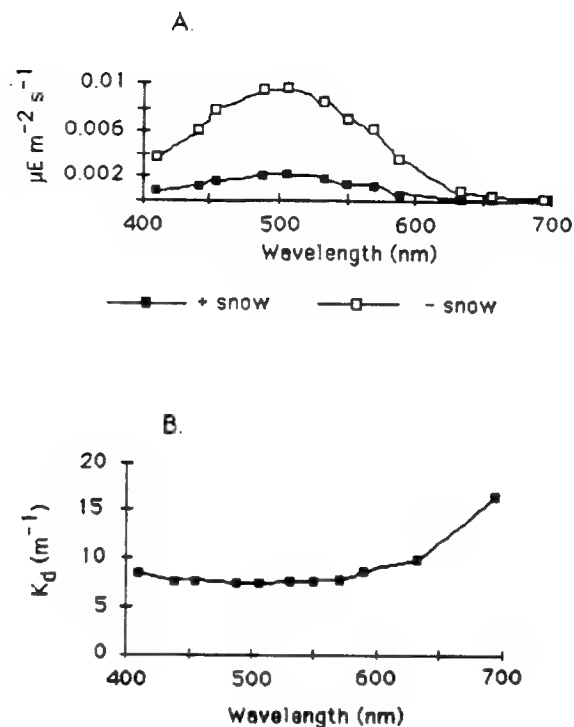 A.
µE m⁻² s⁻¹
0.01
0.006
0.002
400 500 600 700
Wavelength (nm)
+ snow - snow
B.
K_d (m⁻¹)
20
15
10
5
0
400 500 600 700
Wavelength (nm)